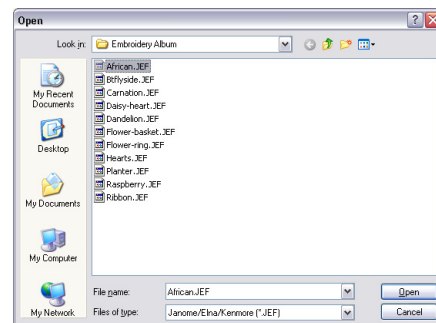 Open
Look in: Embroidery Album
My Recent Documents
Desktop
My Documents
My Computer
My Network
African.JEF
Btflyside.JEF
Carnation.JEF
Daisy-heart.JEF
Dandelion.JEF
Flower-basket.JEF
Flower-ring.JEF
Hearts.JEF
Planter.JEF
Raspberry.JEF
Ribbon.JEF
File name: African.JEF Open
Files of type: Janome/Elna/Kenmore (*.JEF) Cancel